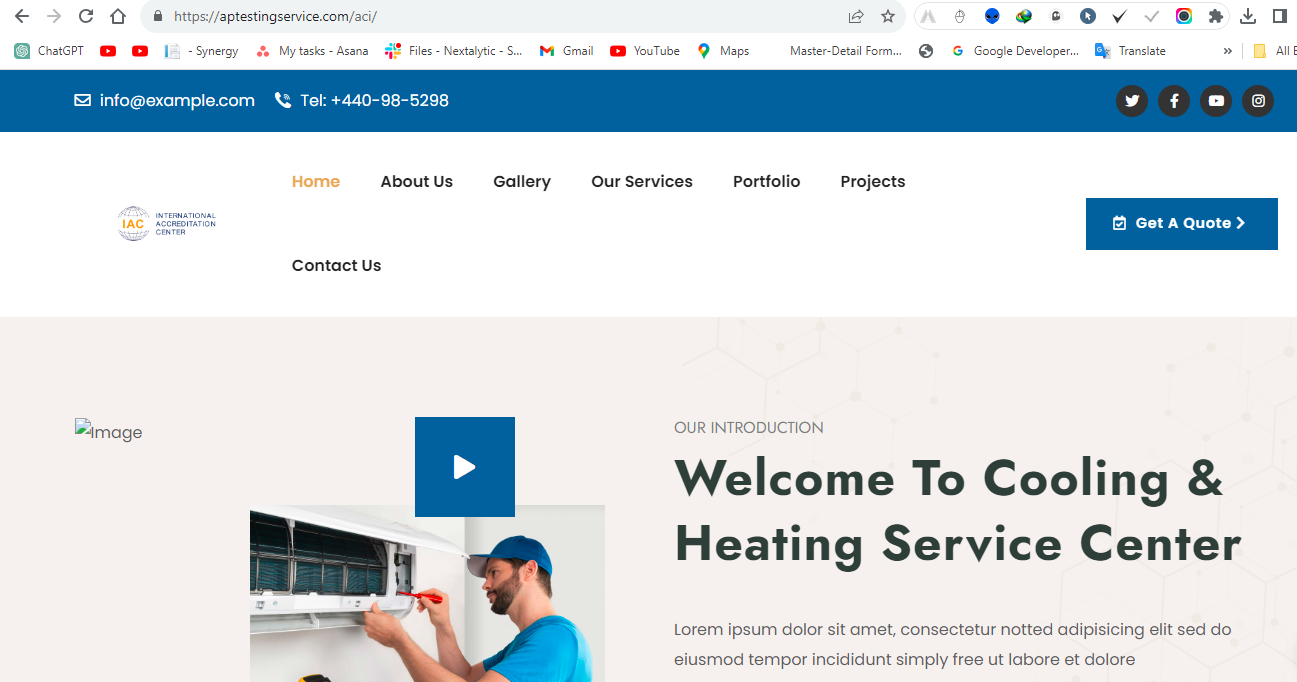 https://aptestingservice.com/aci/
ChatGPT - Synergy My tasks - Asana Files - Nextalytic - S... Gmail YouTube Maps Master-Detail Form... Google Developer... Translate » All
info@example.com Tel: +440-98-5298
Home About Us Gallery Our Services Portfolio Projects
IAC INTERNATIONAL
ACCREDITATION
CENTER
Get A Quote
Contact Us
Image
OUR INTRODUCTION
Welcome To Cooling &
Heating Service Center
Lorem ipsum dolor sit amet, consectetur notted adipisicing elit sed do
eiusmod tempor incididunt simply free ut labore et dolore